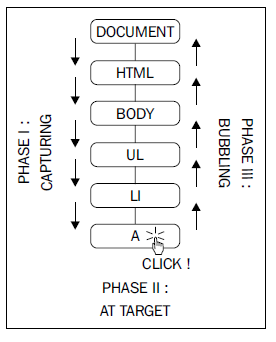 DOCUMENT
HTML
BODY
UL
LI
A
CLICK !
PHASE I :
CAPTURING
PHASE II :
AT TARGET
PHASE III :
BUBBLING